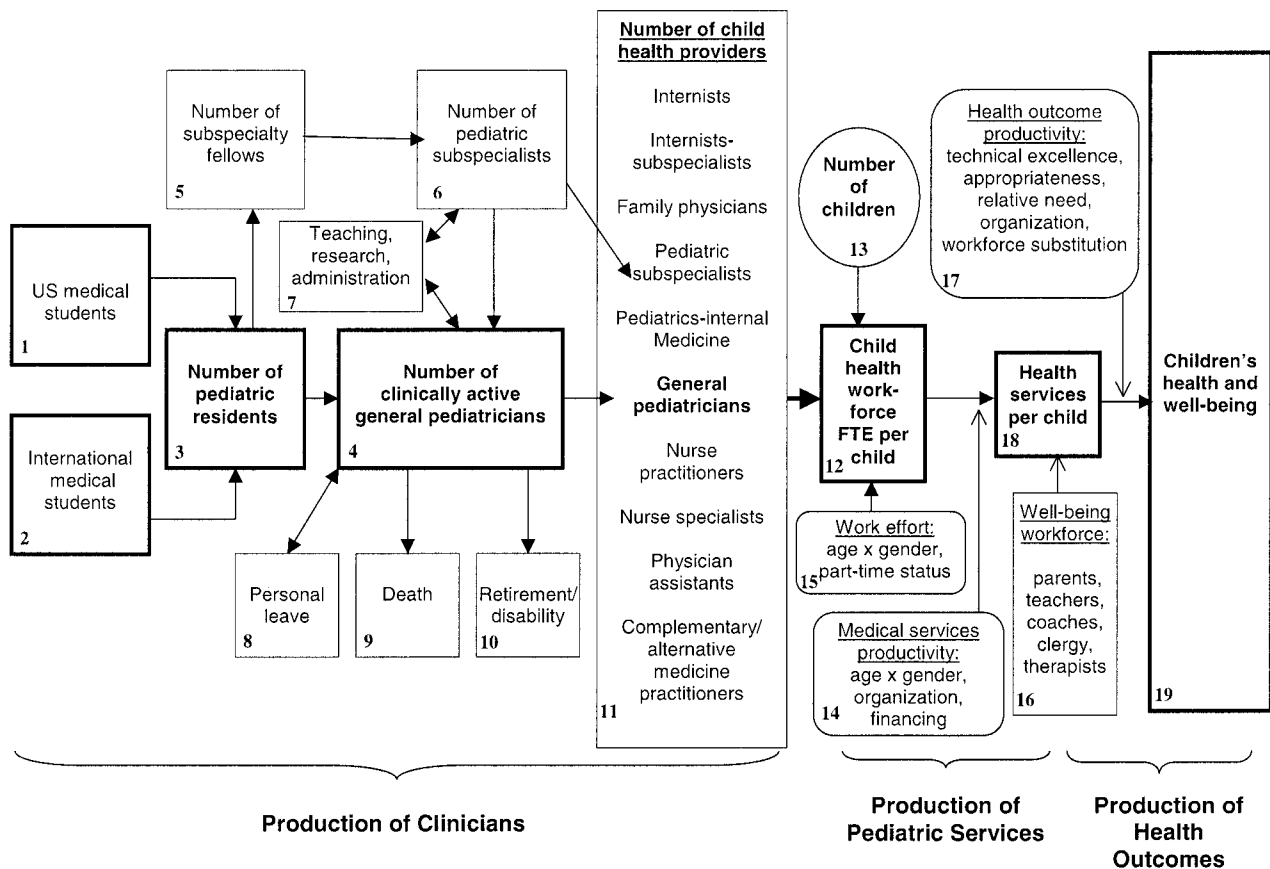 US medical
students
1
International
medical
students
2
Number of
pediatric
residents
3
Number of
clinically active
general pediatricians
4
Number of
subspecialty
fellows
5
Number of
pediatric
subspecialists
6
Teaching,
research,
administration
7
Personal
leave
8
Death
9
Retirement/
disability
10
Number of child
health providers
Internists
Internists-
subspecialists
Family physicians
Pediatric
subspecialists
Pediatrics-internal
Medicine
General
pediatricians
Nurse
practitioners
Nurse specialists
Physician
assistants
Complementary/
alternative
medicine
practitioners
11
Number
of
children
13
Child
health
work-
force
FTE per
child
12
Work effort:
age x gender,
part-time status
15
Medical services
productivity:
age x gender,
organization,
financing
14
Health outcome
productivity:
technical excellence,
appropriateness,
relative need,
organization,
workforce substitution
17
Health
services
per child
18
Well-being
workforce:
parents,
teachers,
coaches,
clergy,
therapists
16
Children's
health and
well-being
19
Production of Clinicians
Production of
Pediatric Services
Production of
Health
Outcomes